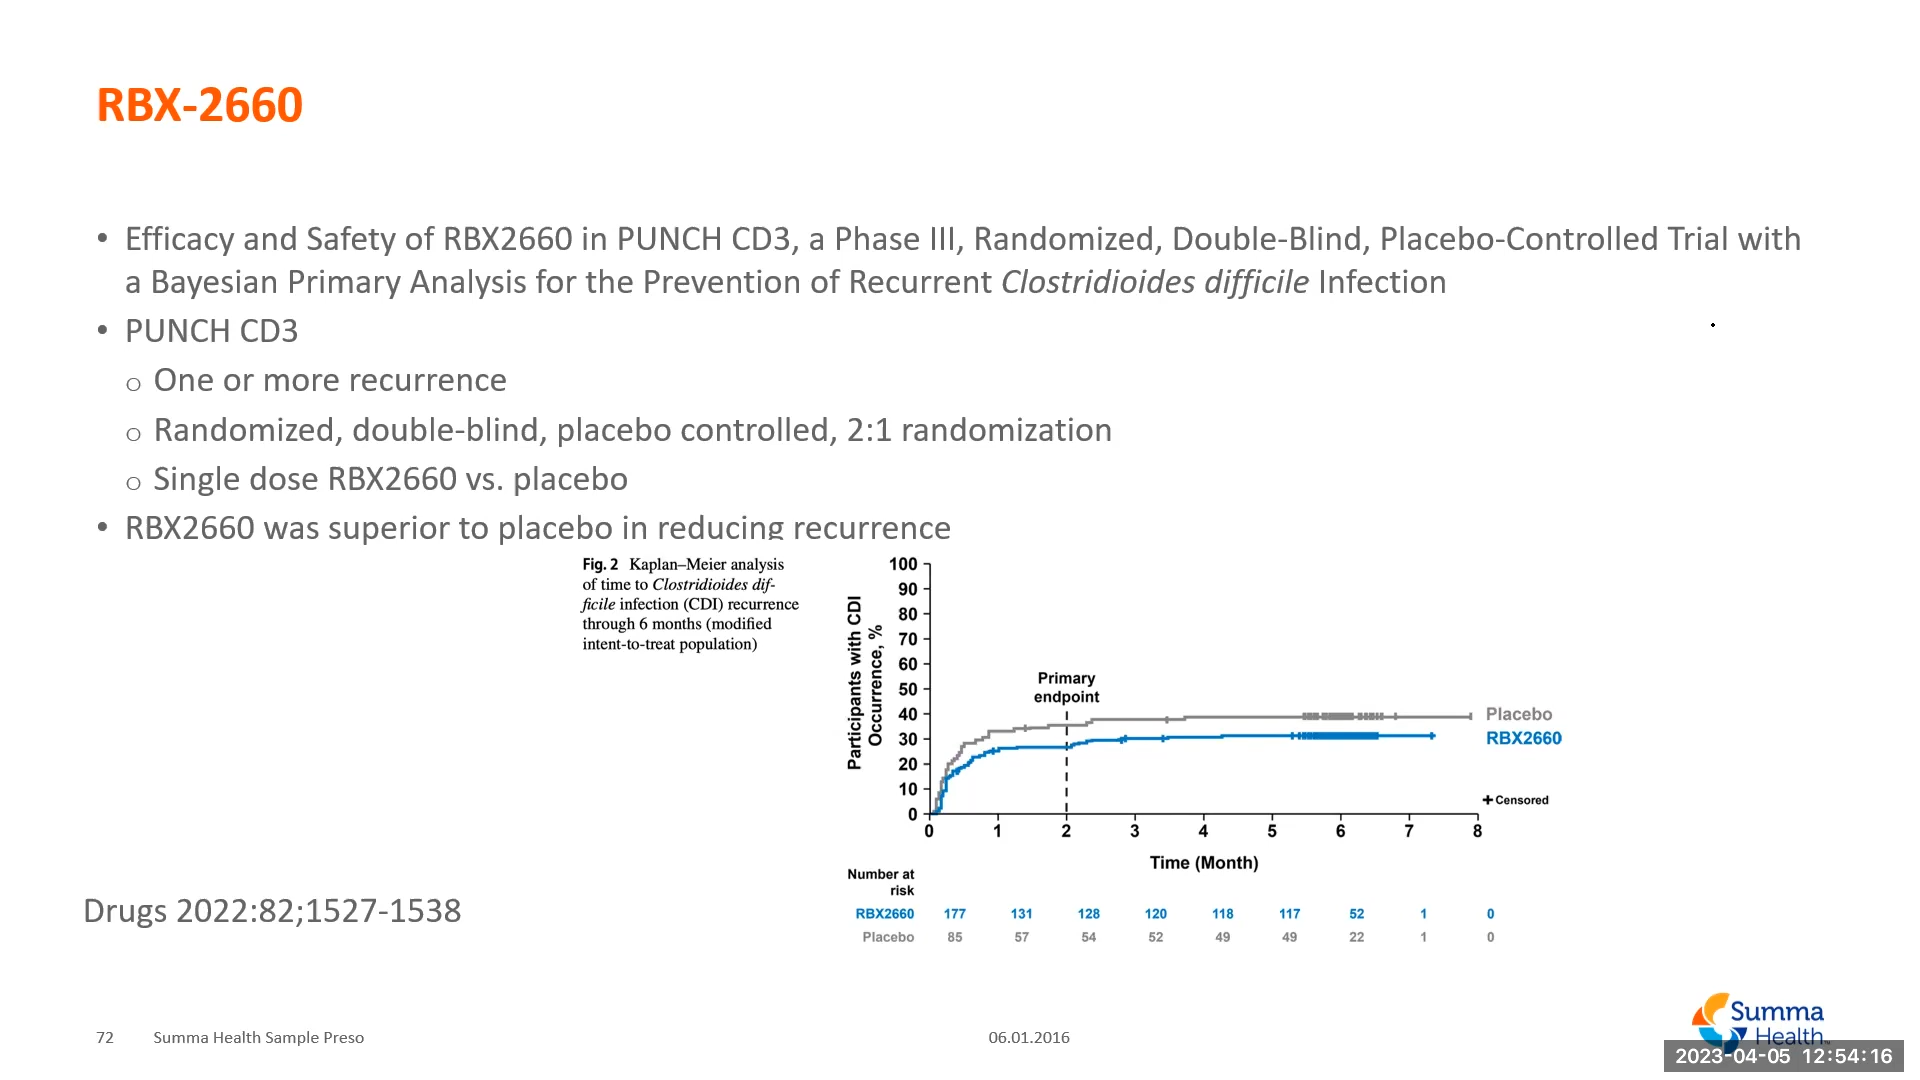 RBX-2660
• Efficacy and Safety of RBX2660 in PUNCH CD3, a Phase III, Randomized, Double-Blind, Placebo-Controlled Trial with
a Bayesian Primary Analysis for the Prevention of Recurrent Clostridioides difficile Infection
• PUNCH CD3
o One or more recurrence
o Randomized, double-blind, placebo controlled, 2:1 randomization
o Single dose RBX2660 vs. placebo
• RBX2660 was superior to placebo in reducing recurrence
Fig. 2 Kaplan–Meier analysis
of time to Clostridioides dif-
ficile infection (CDI) recurrence
through 6 months (modified
intent-to-treat population)
Participants with CDI
Occurrence, %
100
90
80
70
60
50
40
30
20
10
0
Primary
endpoint
Placebo
RBX2660
+ Censored
0 1 2 3 4 5 6 7 8
Time (Month)
Number at
risk
RBX2660 177 131 128 120 118 117 52 1 0
Placebo 85 57 54 52 49 49 22 1 0
Drugs 2022:82;1527-1538
72 Summa Health Sample Preso 06.01.2016
Summa
Health
2023-04-05 12:54:16